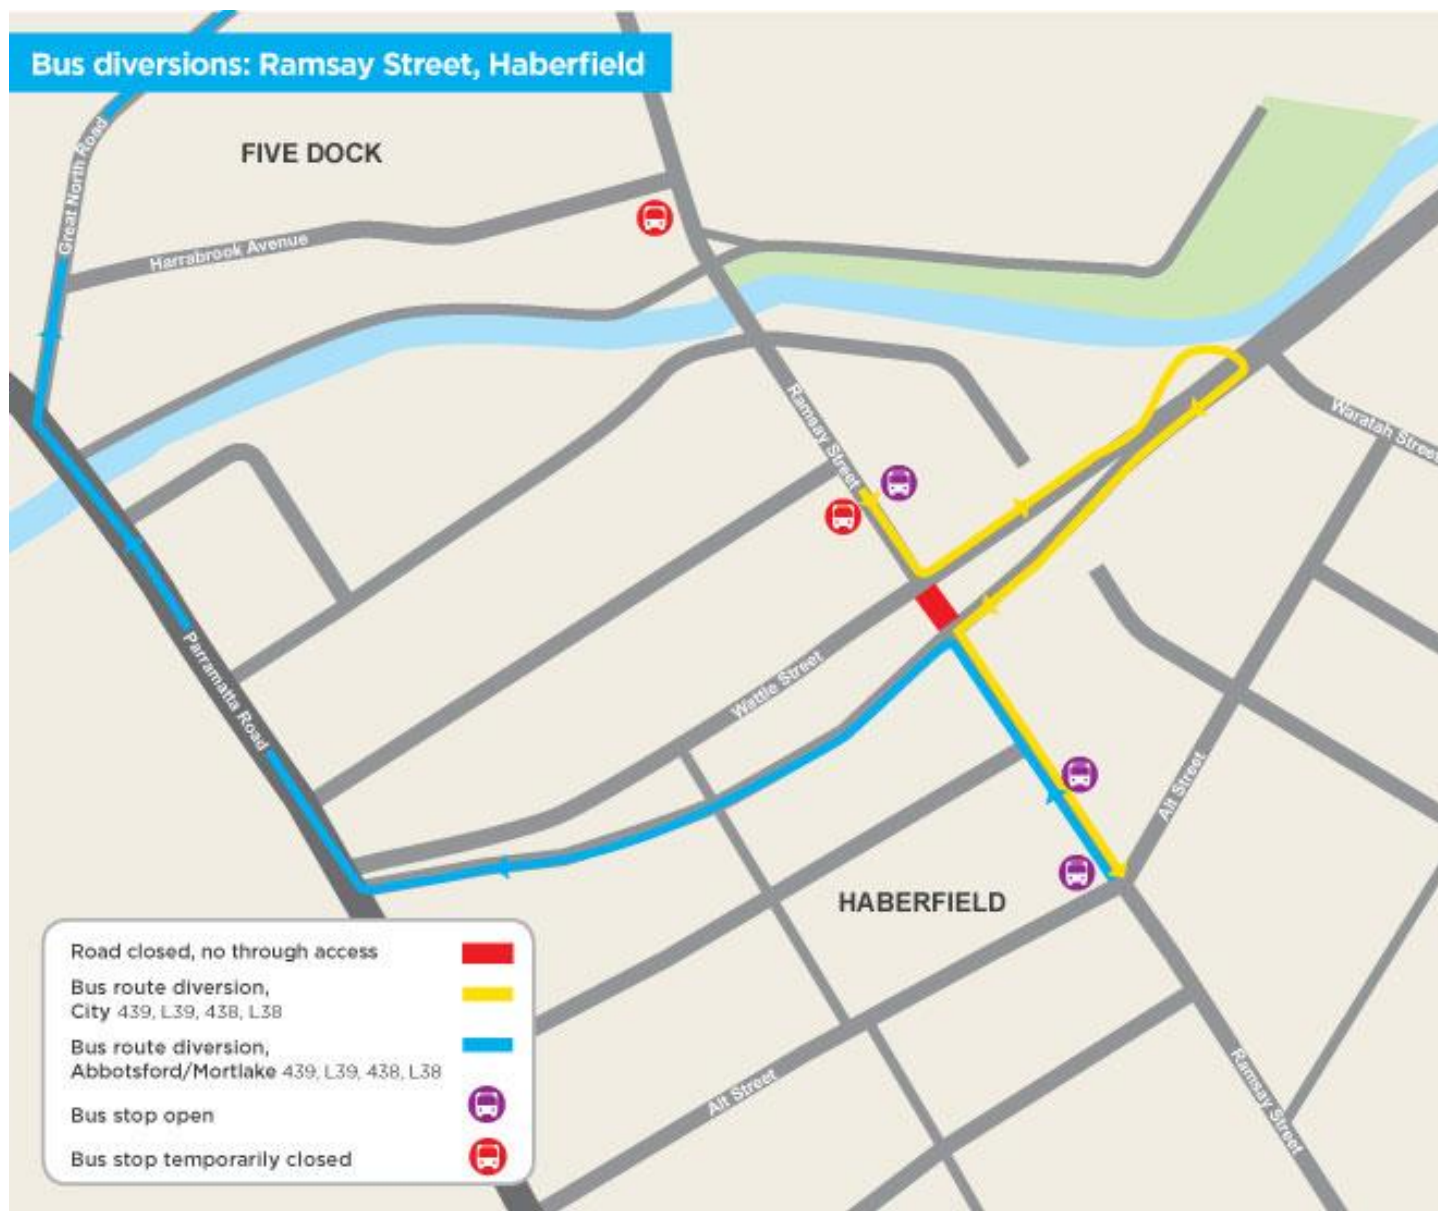 Bus diversions: Ramsay Street, Haberfield
FIVE DOCK
Great North Road
Harrabrook Avenue
Ramsay Street
Waratah Street
Parramatta Road
Wattle Street
Alt Street
HABERFIELD
Alt Street
Ramsay Street
Road closed, no through access
Bus route diversion,
City 439, L39, 438, L38
Bus route diversion,
Abbotsford/Mortlake 439, L39, 438, L38
Bus stop open
Bus stop temporarily closed